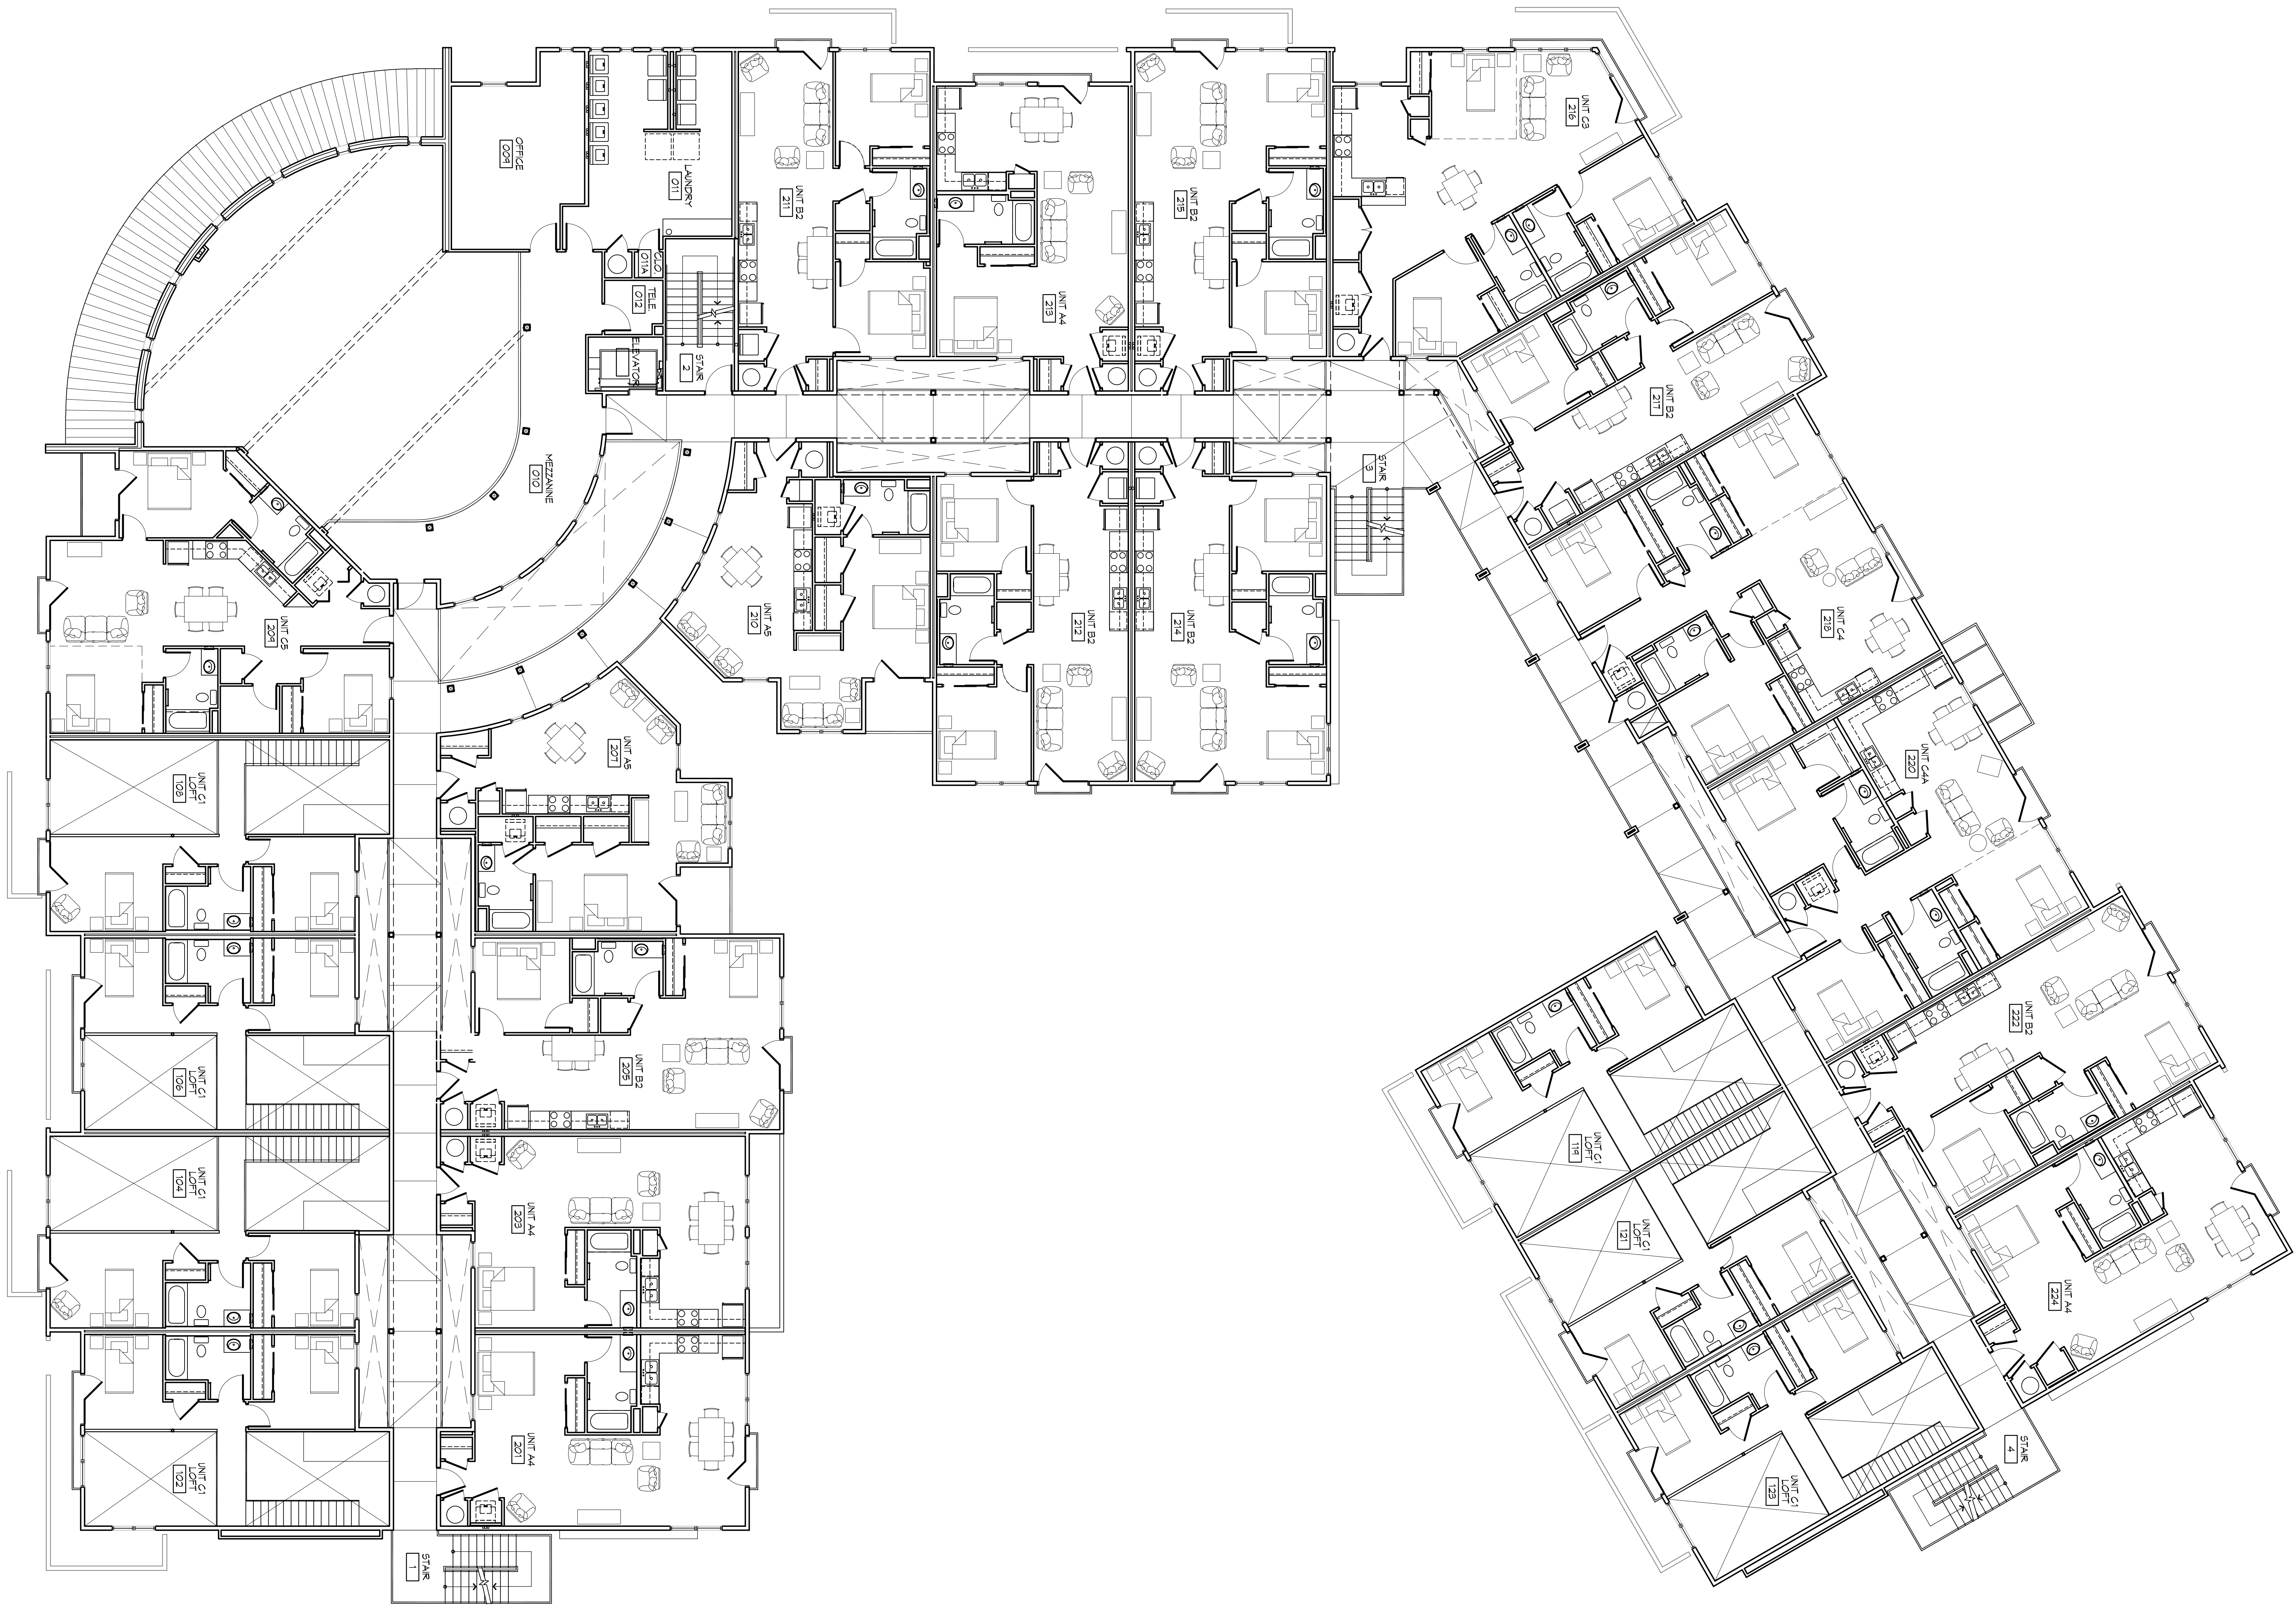 OFFICE
009
LAUNDRY
011
CLO
011A
TELE
012
ELEVATOR
STAIR
2
MEZZANINE
010
UNIT B2
211
UNIT A4
213
UNIT B2
215
UNIT C3
216
UNIT B2
217
UNIT C4
218
UNIT C4A
220
UNIT B2
222
UNIT A4
224
STAIR
3
UNIT A5
210
UNIT B2
212
UNIT B2
214
UNIT C5
209
UNIT A5
207
UNIT C1
LOFT
108
UNIT C1
LOFT
106
UNIT B2
205
UNIT C1
LOFT
104
UNIT A4
203
UNIT C1
LOFT
102
UNIT A4
201
STAIR
1
UNIT C1
LOFT
119
UNIT C1
LOFT
121
UNIT C1
LOFT
123
STAIR
4